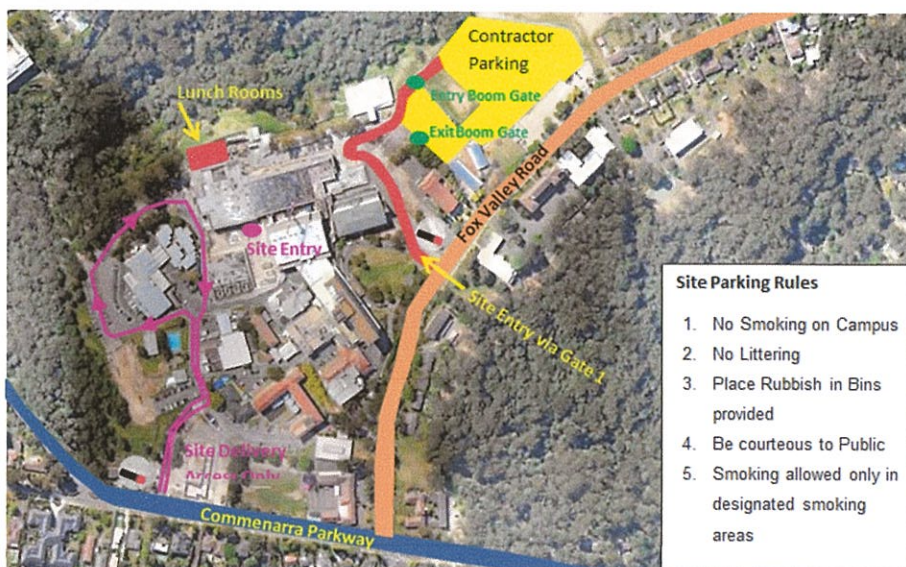 Contractor
Parking
Lunch Rooms
Entry Boom Gate
Exit Boom Gate
Fox Valley Road
Site Entry
Site Entry via Gate 1
Site Delivery
Access Only
Commenarra Parkway
Site Parking Rules
1. No Smoking on Campus
2. No Littering
3. Place Rubbish in Bins
provided
4. Be courteous to Public
5. Smoking allowed only in
designated smoking
areas